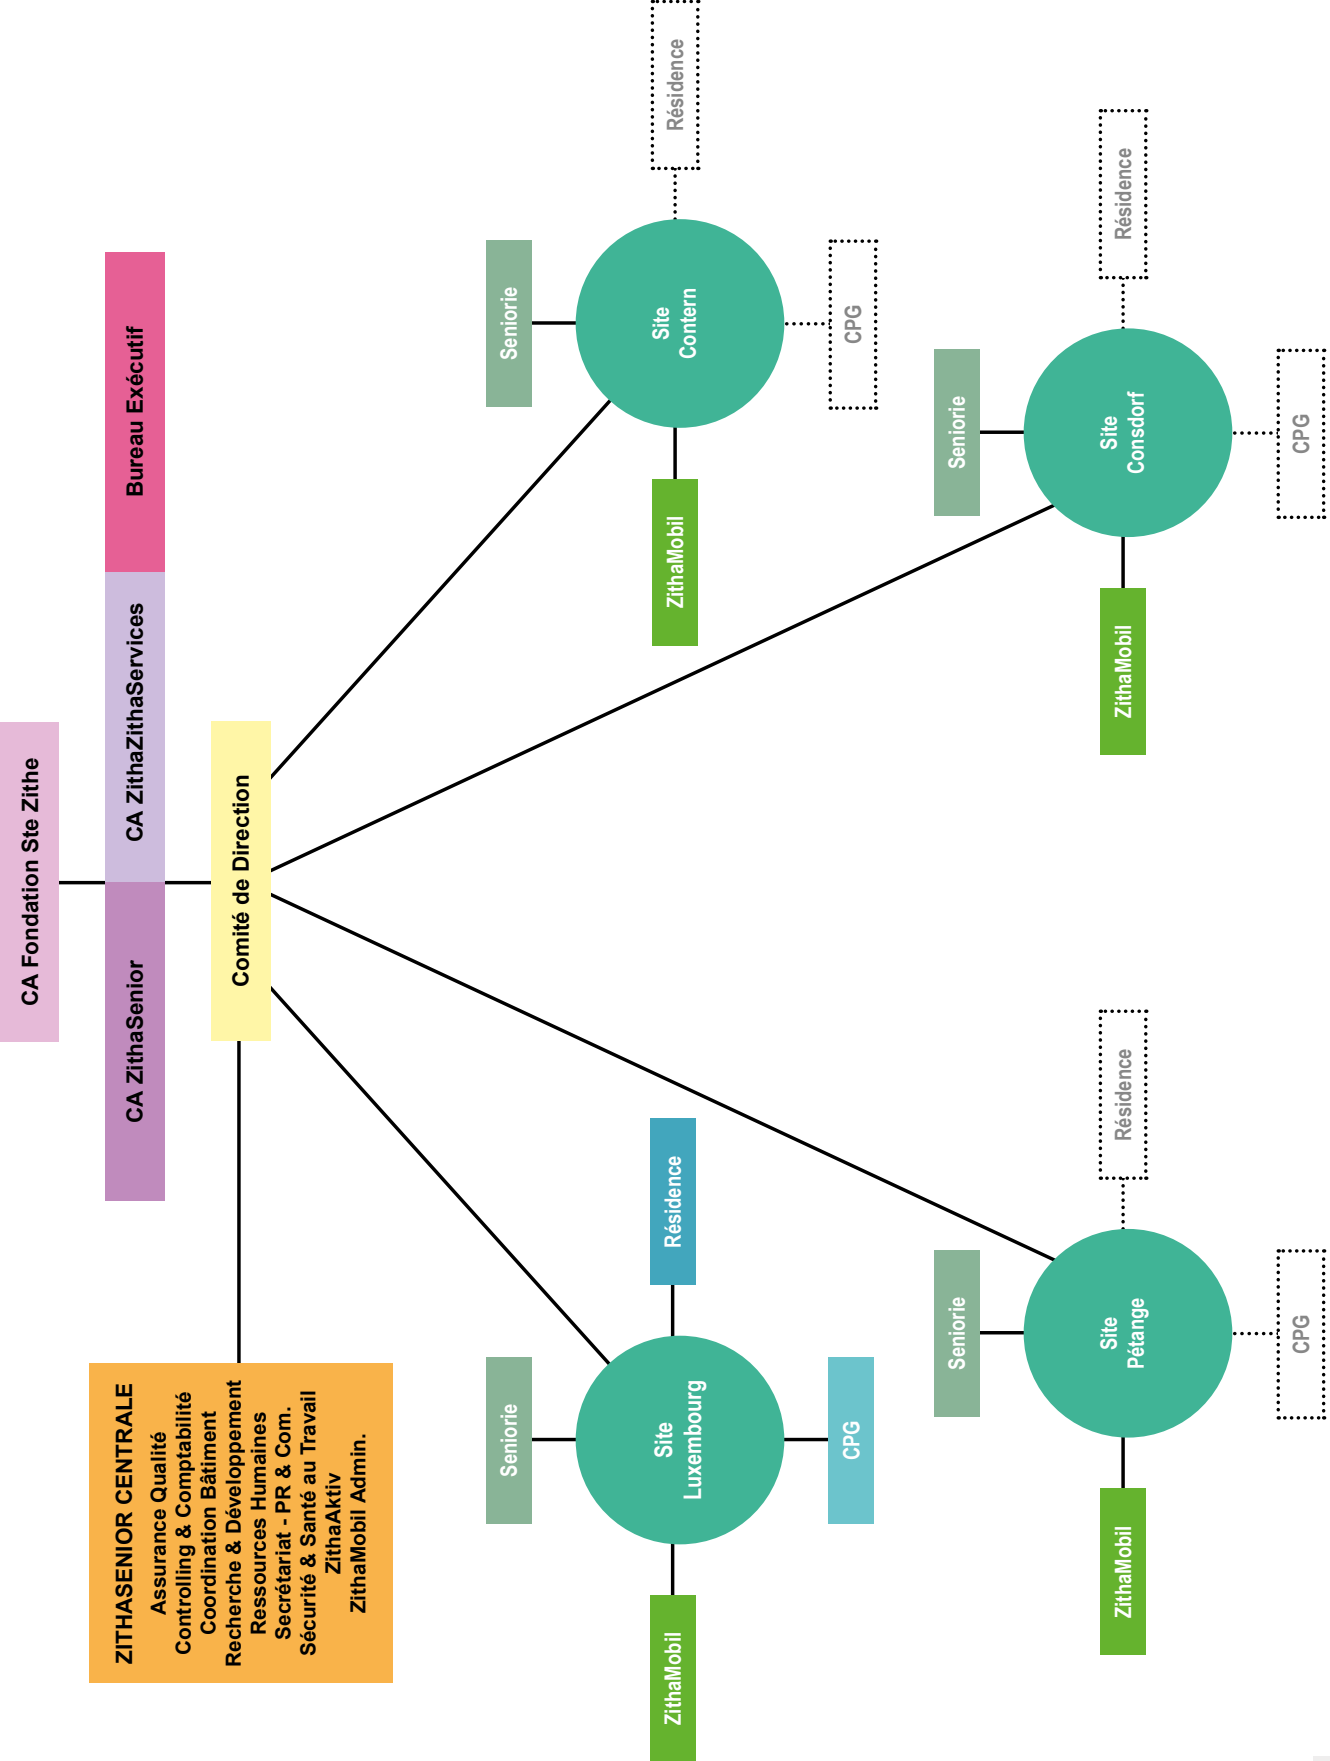 CA Fondation Ste Zithe
CA ZithaSenior
CA ZithaZithaServices
Bureau Exécutif
Comité de Direction
ZITHASENIOR CENTRALE
Assurance Qualité
Controlling & Comptabilité
Coordination Bâtiment
Recherche & Développement
Ressources Humaines
Secrétariat - PR & Com.
Sécurité & Santé au Travail
ZithaAktiv
ZithaMobil Admin.
Seniorie
ZithaMobil
Site
Luxembourg
Résidence
CPG
Seniorie
ZithaMobil
Site
Contern
Résidence
CPG
Seniorie
ZithaMobil
Site
Pétange
Résidence
CPG
Seniorie
ZithaMobil
Site
Consdorf
Résidence
CPG